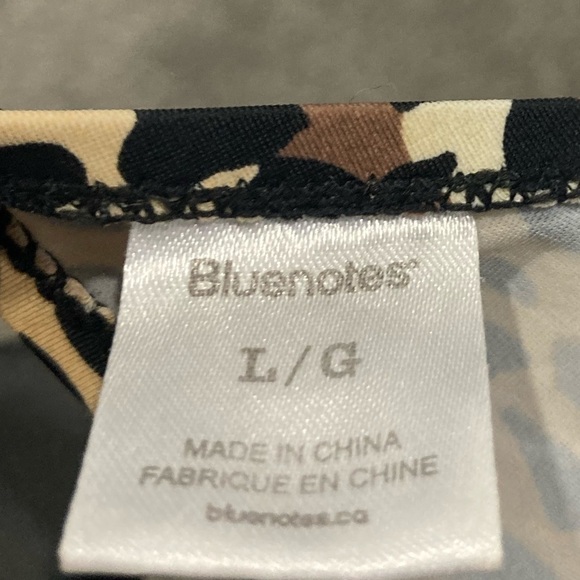 Bluenotes®
L/G
MADE IN CHINA
FABRIQUE EN CHINE
bluenotes.ca